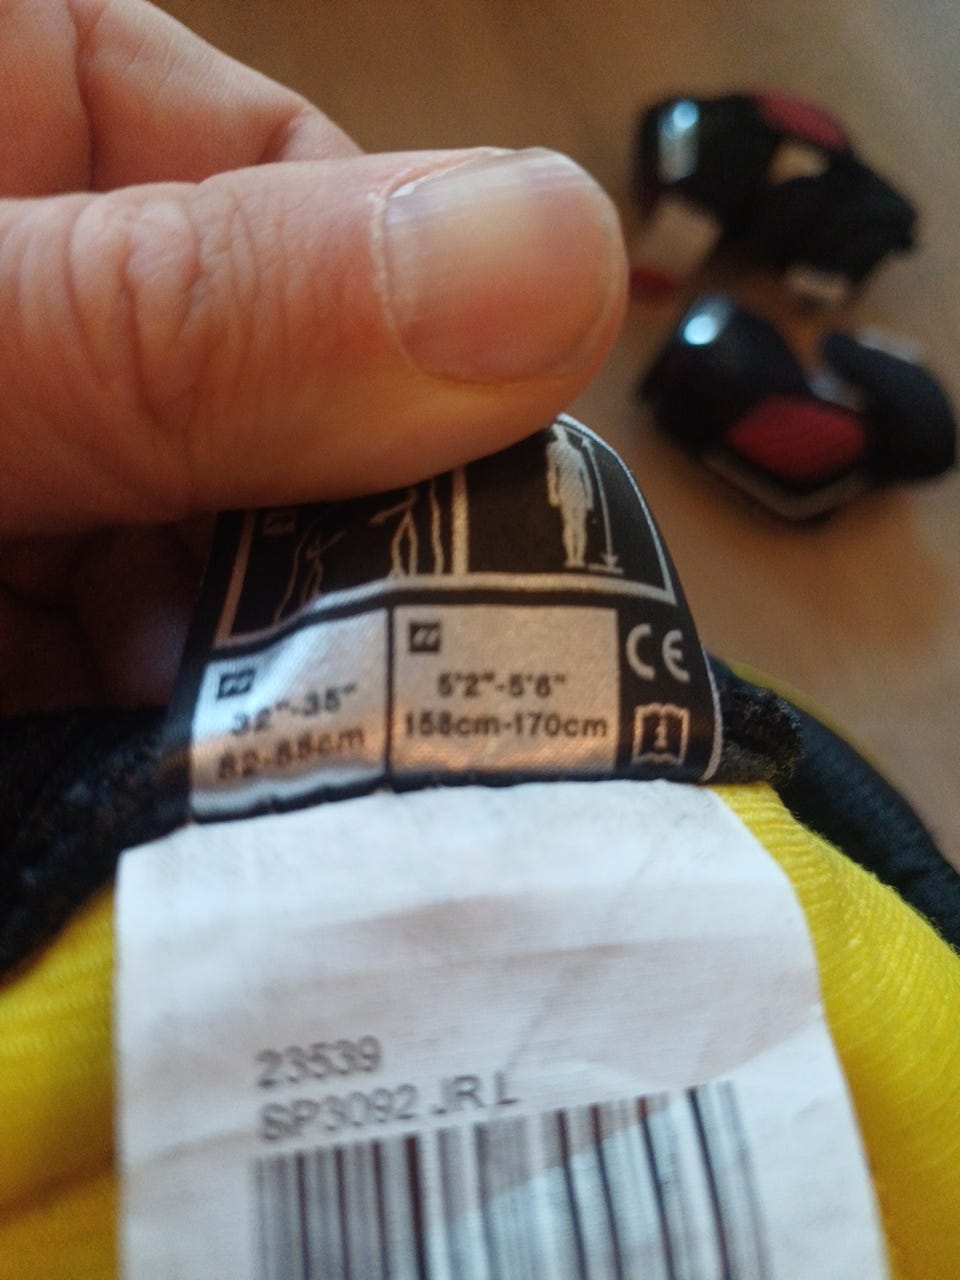 32"-35"
82-88cm
5'2"-5'6"
158cm-170cm
CE
23539
SP3092 JR L